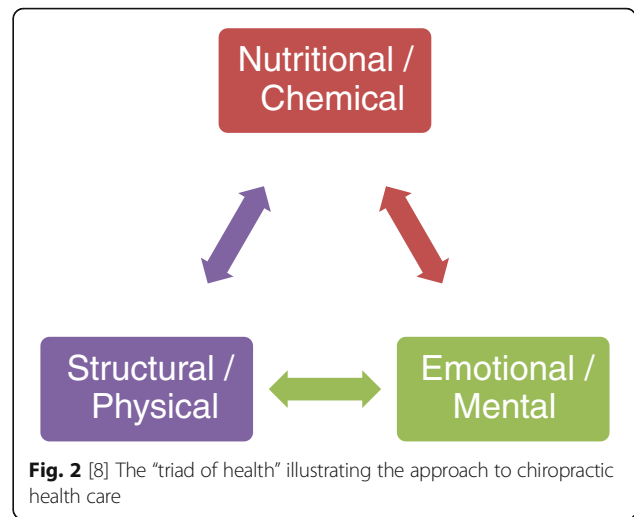 Nutritional /
Chemical
Structural /
Physical
Emotional /
Mental
Fig. 2 [8] The “triad of health” illustrating the approach to chiropractic
health care